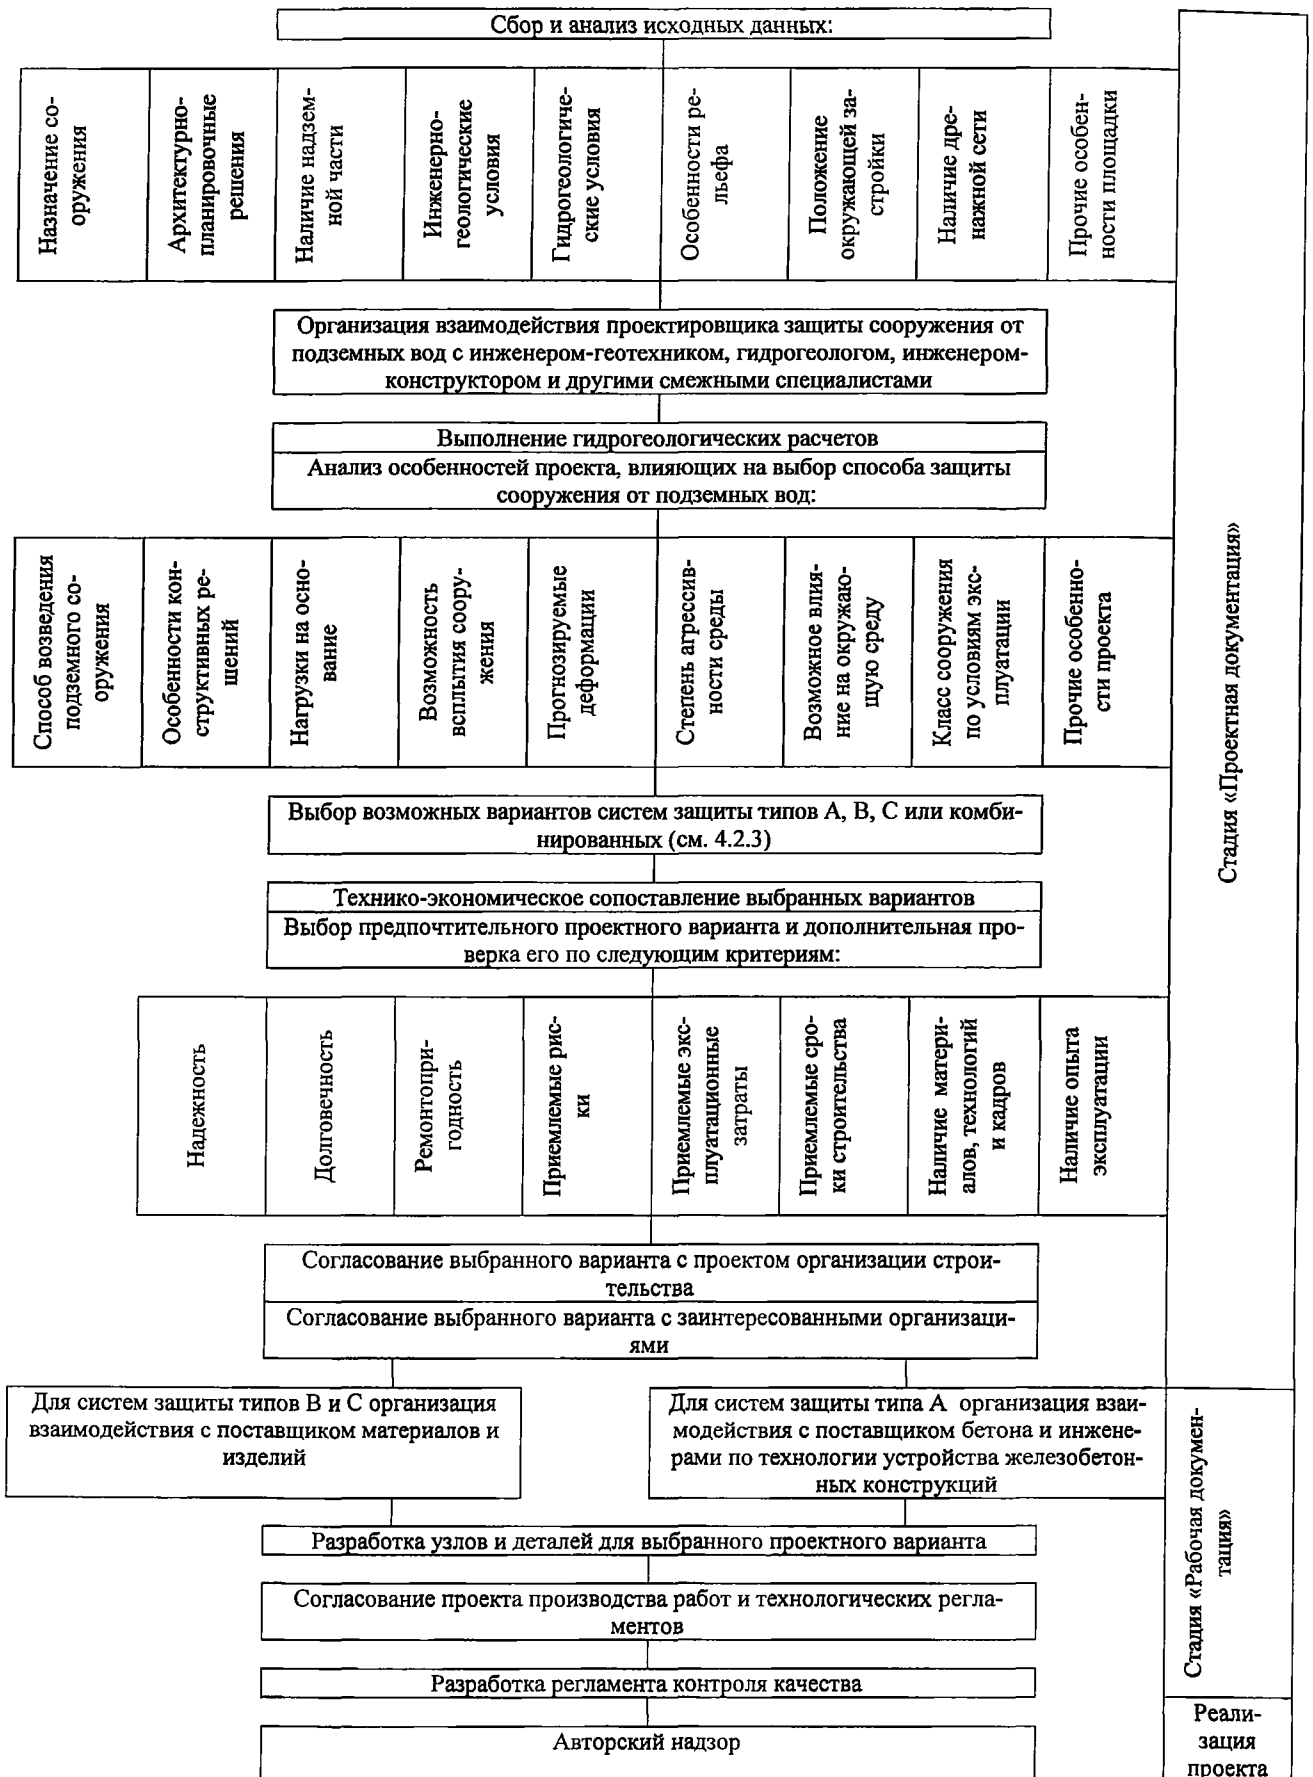 Сбор и анализ исходных данных:
Назначение со-
оружения
Архитектурно-
планировочные
решения
Наличие надзем-
ной части
Инженерно-
геологические
условия
Гидрогеологиче-
ские условия
Особенности ре-
льефа
Положение
окружающей за-
стройки
Наличие дре-
нажной сети
Прочие особен-
ности площадки
Организация взаимодействия проектировщика защиты сооружения от
подземных вод с инженером-геотехником, гидрогеологом, инженером-
конструктором и другими смежными специалистами
Выполнение гидрогеологических расчетов
Анализ особенностей проекта, влияющих на выбор способа защиты
сооружения от подземных вод:
Способ возведения
подземного со-
оружения
Особенности кон-
структивных ре-
шений
Нагрузки на осно-
вание
Возможность
всплытия соору-
жения
Прогнозируемые
деформации
Степень агрессив-
ности среды
Возможное влия-
ние на окружаю-
щую среду
Класс сооружения
по условиям экс-
плуатации
Прочие особенно-
сти проекта
Выбор возможных вариантов систем защиты типов А, В, С или комби-
нированных (см. 4.2.3)
Технико-экономическое сопоставление выбранных вариантов
Выбор предпочтительного проектного варианта и дополнительная про-
верка его по следующим критериям:
Надежность
Долговечность
Ремонтопри-
годность
Приемлемые рис-
ки
Приемлемые экс-
плуатационные
затраты
Приемлемые сро-
ки строительства
Наличие матери-
алов, технологий
и кадров
Наличие опыта
эксплуатации
Согласование выбранного варианта с проектом организации строи-
тельства
Согласование выбранного варианта с заинтересованными организаци-
ями
Стадия «Проектная документация»
Для систем защиты типов В и С организация
взаимодействия с поставщиком материалов и
изделий
Для систем защиты типа А организация взаи-
модействия с поставщиком бетона и инжене-
рами по технологии устройства железобетон-
ных конструкций
Разработка узлов и деталей для выбранного проектного варианта
Согласование проекта производства работ и технологических регла-
ментов
Разработка регламента контроля качества
Стадия «Рабочая докумен-
тация»
Авторский надзор
Реали-
зация
проекта